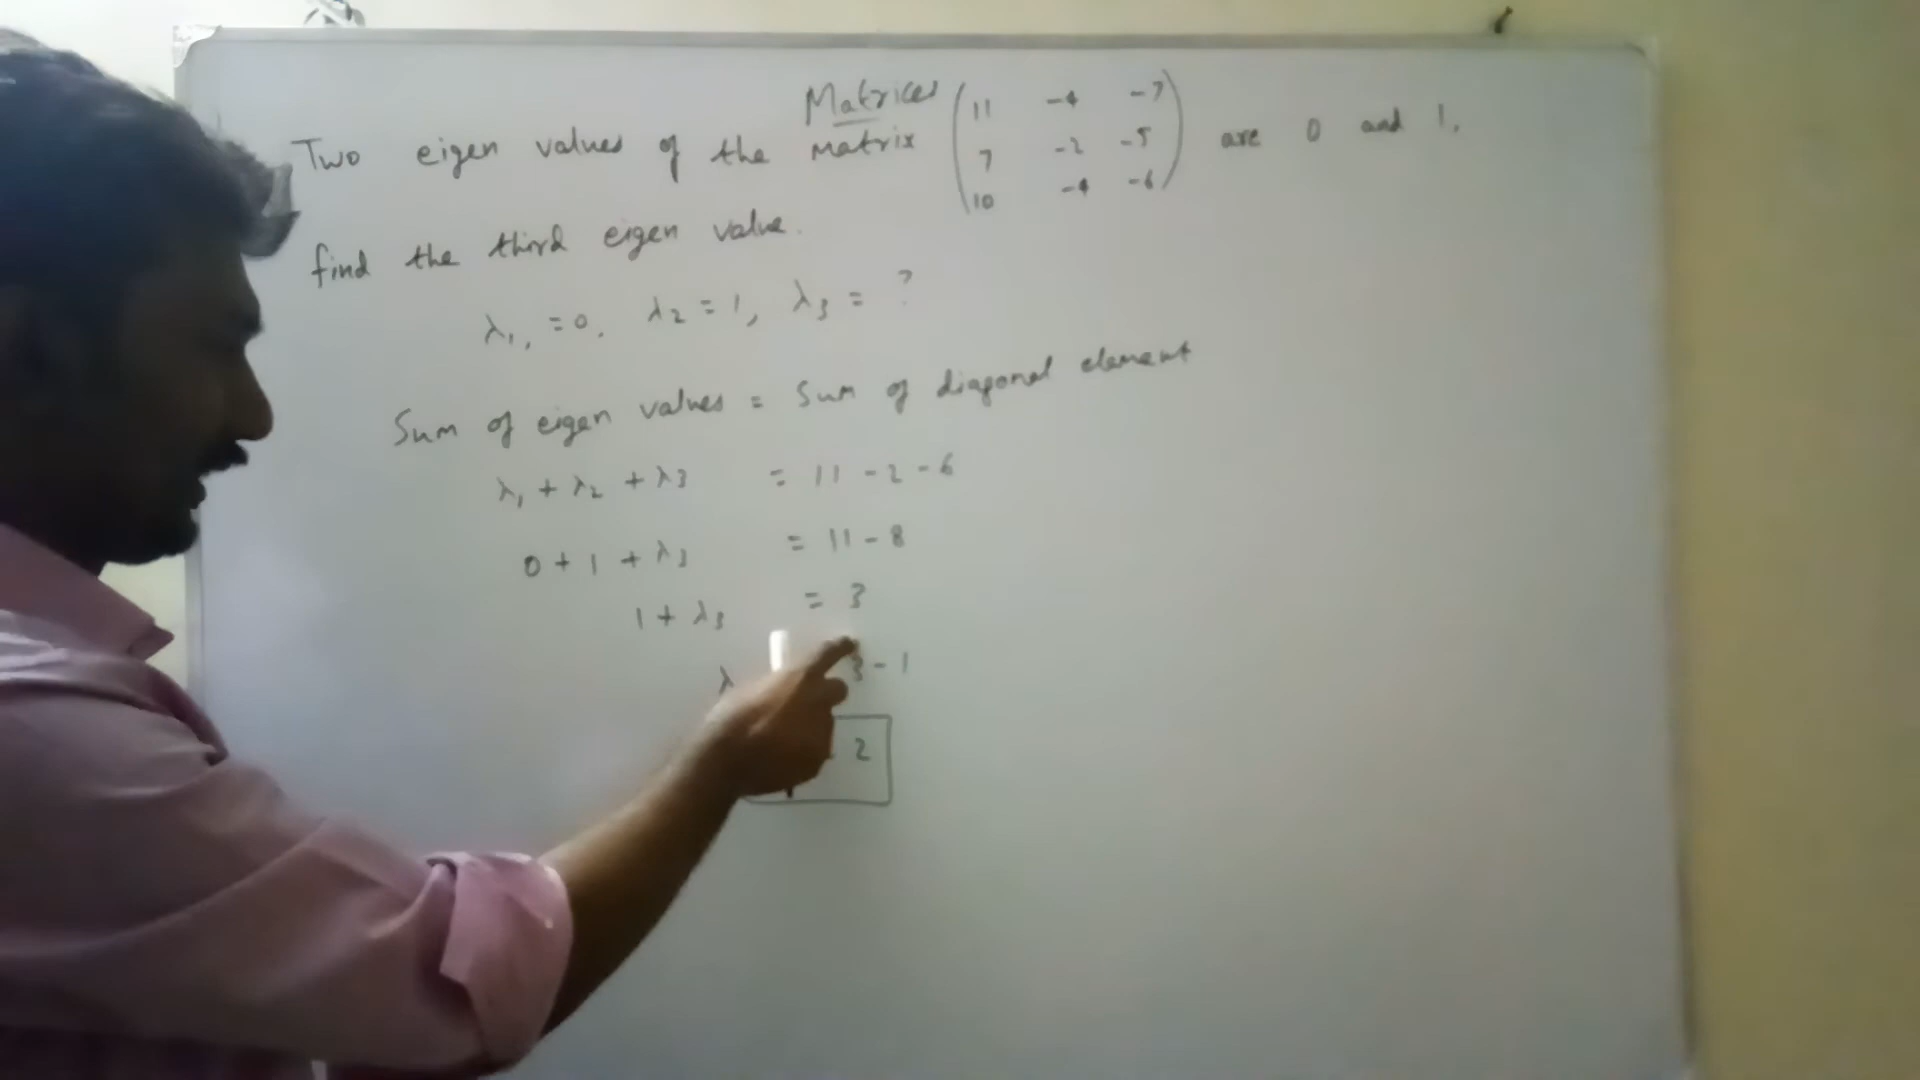 Matrices
Two eigen values of the matrix (11 -4 -7 are 0 and 1.
7 -2 -5
10 -4 -6)
find the third eigen value.
λ₁, =0, λ₂ = 1, λ₃ = ?
Sum of eigen values = Sum of diagonal element
λ₁ + λ₂ + λ3 = 11 - 2 - 6
0 + 1 + λ₃ = 11 - 8
1 + λ₃ = 3
λ 3 - 1
2